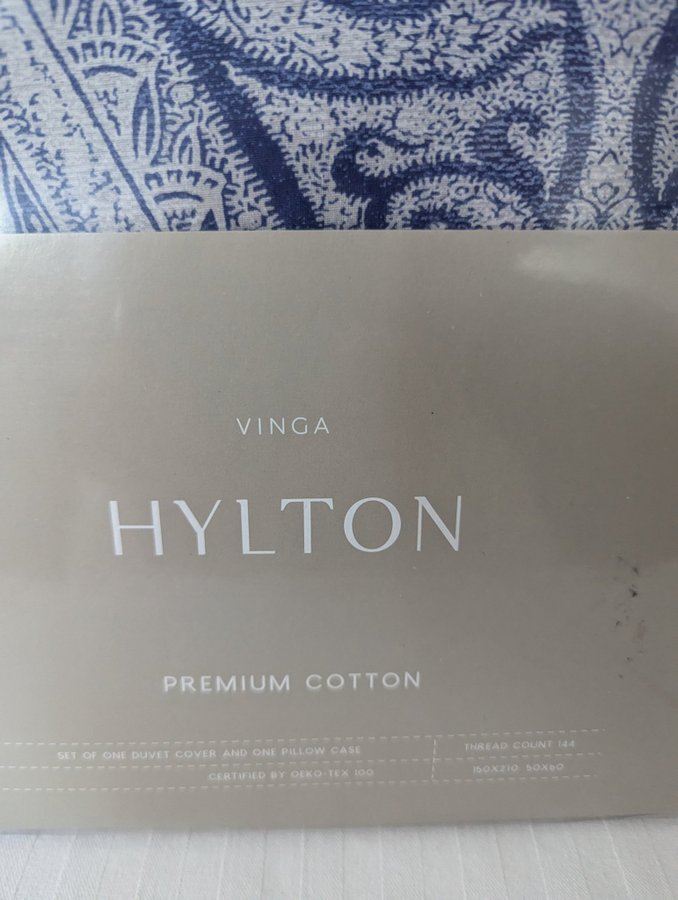 VINGA
HYLTON
PREMIUM COTTON
SET OF ONE DUVET COVER AND ONE PILLOW CASE
THREAD COUNT 144
CERTIFIED BY OEKO-TEX 100
150X210 50X60